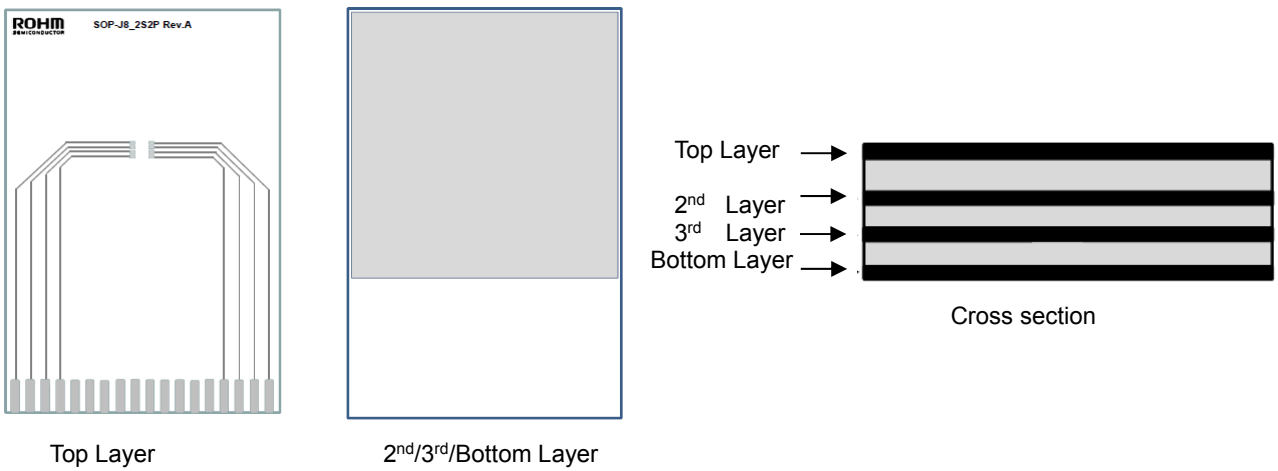 ROHM
SEMICONDUCTOR
SOP-J8_2S2P Rev.A
Top Layer
2nd/3rd/Bottom Layer
Top Layer
2nd Layer
3rd Layer
Bottom Layer
Cross section